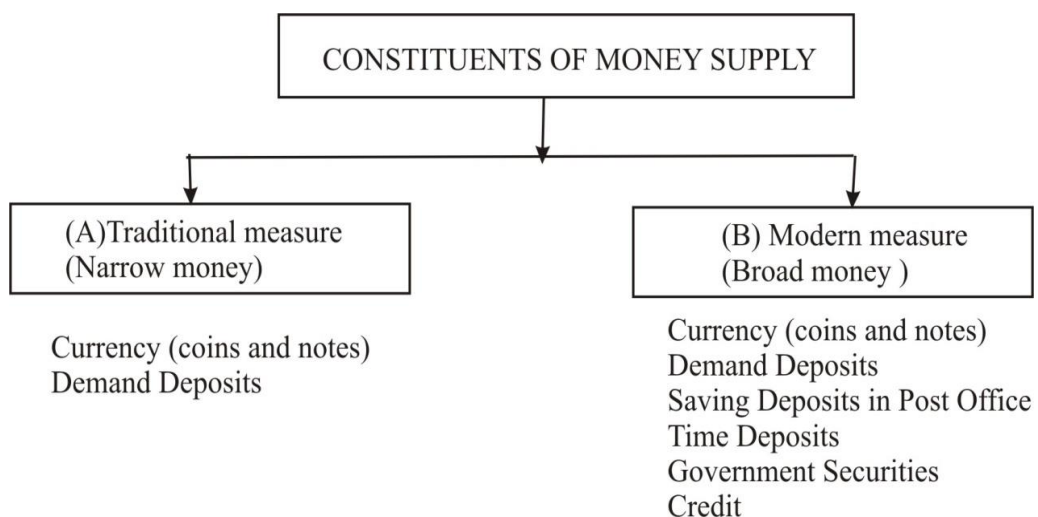 CONSTITUENTS OF MONEY SUPPLY
(A)Traditional measure
(Narrow money)
Currency (coins and notes)
Demand Deposits
(B) Modern measure
(Broad money )
Currency (coins and notes)
Demand Deposits
Saving Deposits in Post Office
Time Deposits
Government Securities
Credit